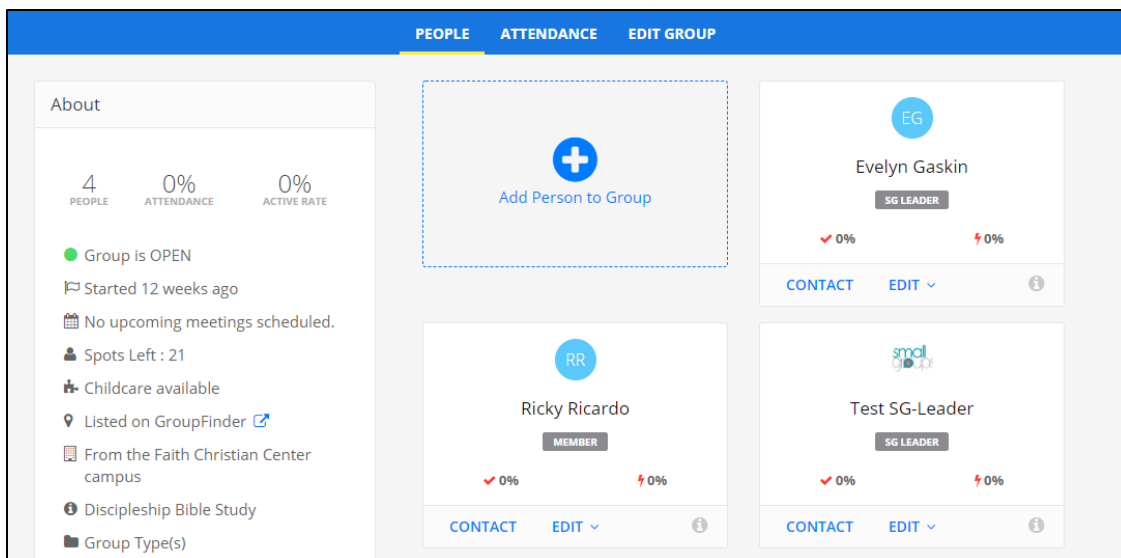 PEOPLE ATTENDANCE EDIT GROUP
About
4 0% 0%
PEOPLE ATTENDANCE ACTIVE RATE
Group is OPEN
Started 12 weeks ago
No upcoming meetings scheduled.
Spots Left : 21
Childcare available
Listed on GroupFinder
From the Faith Christian Center
campus
Discipleship Bible Study
Group Type(s)
Add Person to Group
EG
Evelyn Gaskin
SG LEADER
0% 0%
CONTACT EDIT
RR
Ricky Ricardo
MEMBER
0% 0%
CONTACT EDIT
small
groups
Test SG-Leader
SG LEADER
0% 0%
CONTACT EDIT